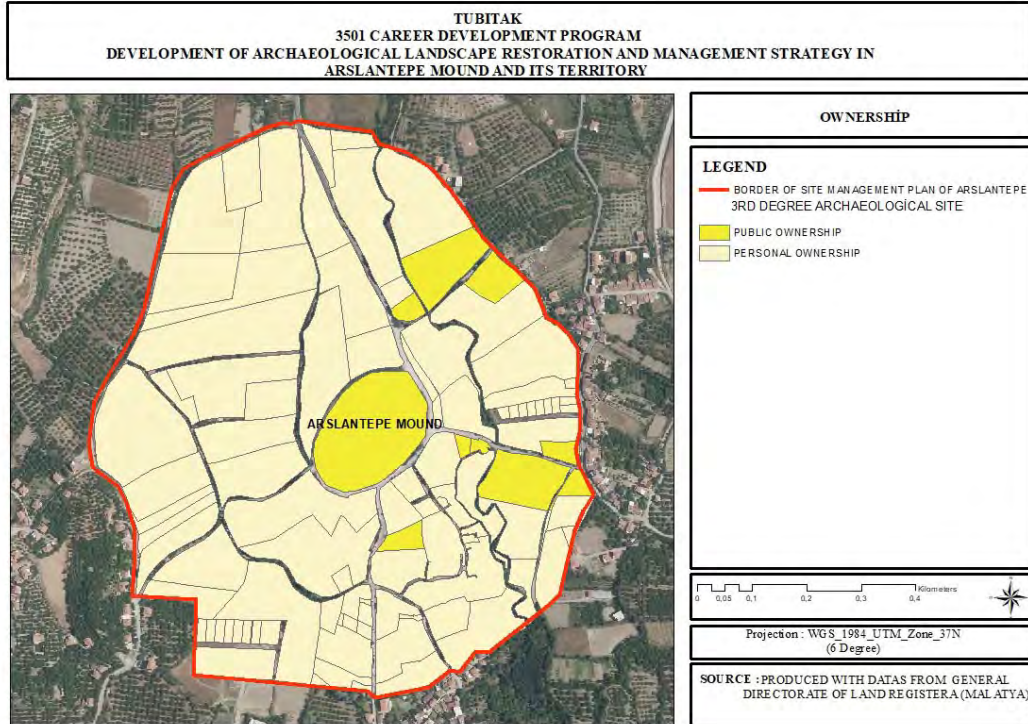 TUBITAK
3501 CAREER DEVELOPMENT PROGRAM
DEVELOPMENT OF ARCHAEOLOGICAL LANDSCAPE RESTORATION AND MANAGEMENT STRATEGY IN
ARSLANTEPE MOUND AND ITS TERRITORY
ARSLANTEPE MOUND
OWNERSHİP
LEGEND
BORDER OF SITE MANAGEMENT PLAN OF ARSLANTEPE
3RD DEGREE ARCHAEOLOGİCAL SITE
PUBLIC OWNERSHIP
PERSONAL OWNERSHIP
Kilometers
0 0,05 0,1 0,2 0,3 0,4
Projection : WGS_1984_UTM_Zone_37N
(6 Degree)
SOURCE : PRODUCED WITH DATAS FROM GENERAL
DIRECTORATE OF LAND REGISTERA (MALATYA)